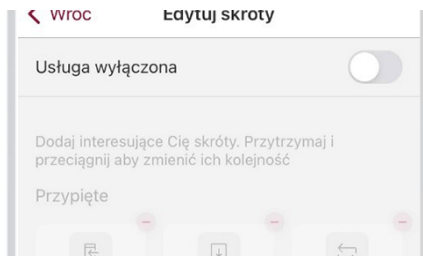 Wróć Edytuj skróty
Usługa wyłączona
Dodaj interesujące Cię skróty. Przytrzymaj i
przeciągnij aby zmienić ich kolejność
Przypięte